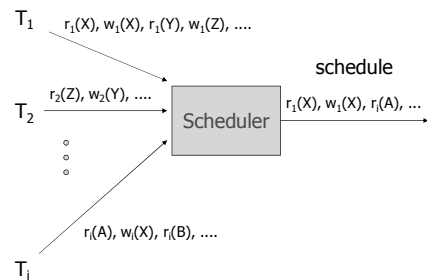 T₁
r₁(X), w₁(X), r₁(Y), w₁(Z), ....
schedule
T₂
r₂(Z), w₂(Y), ....
Scheduler
r₁(X), w₁(X), rᵢ(A), ...
rᵢ(A), wᵢ(X), rᵢ(B), ....
Tᵢ